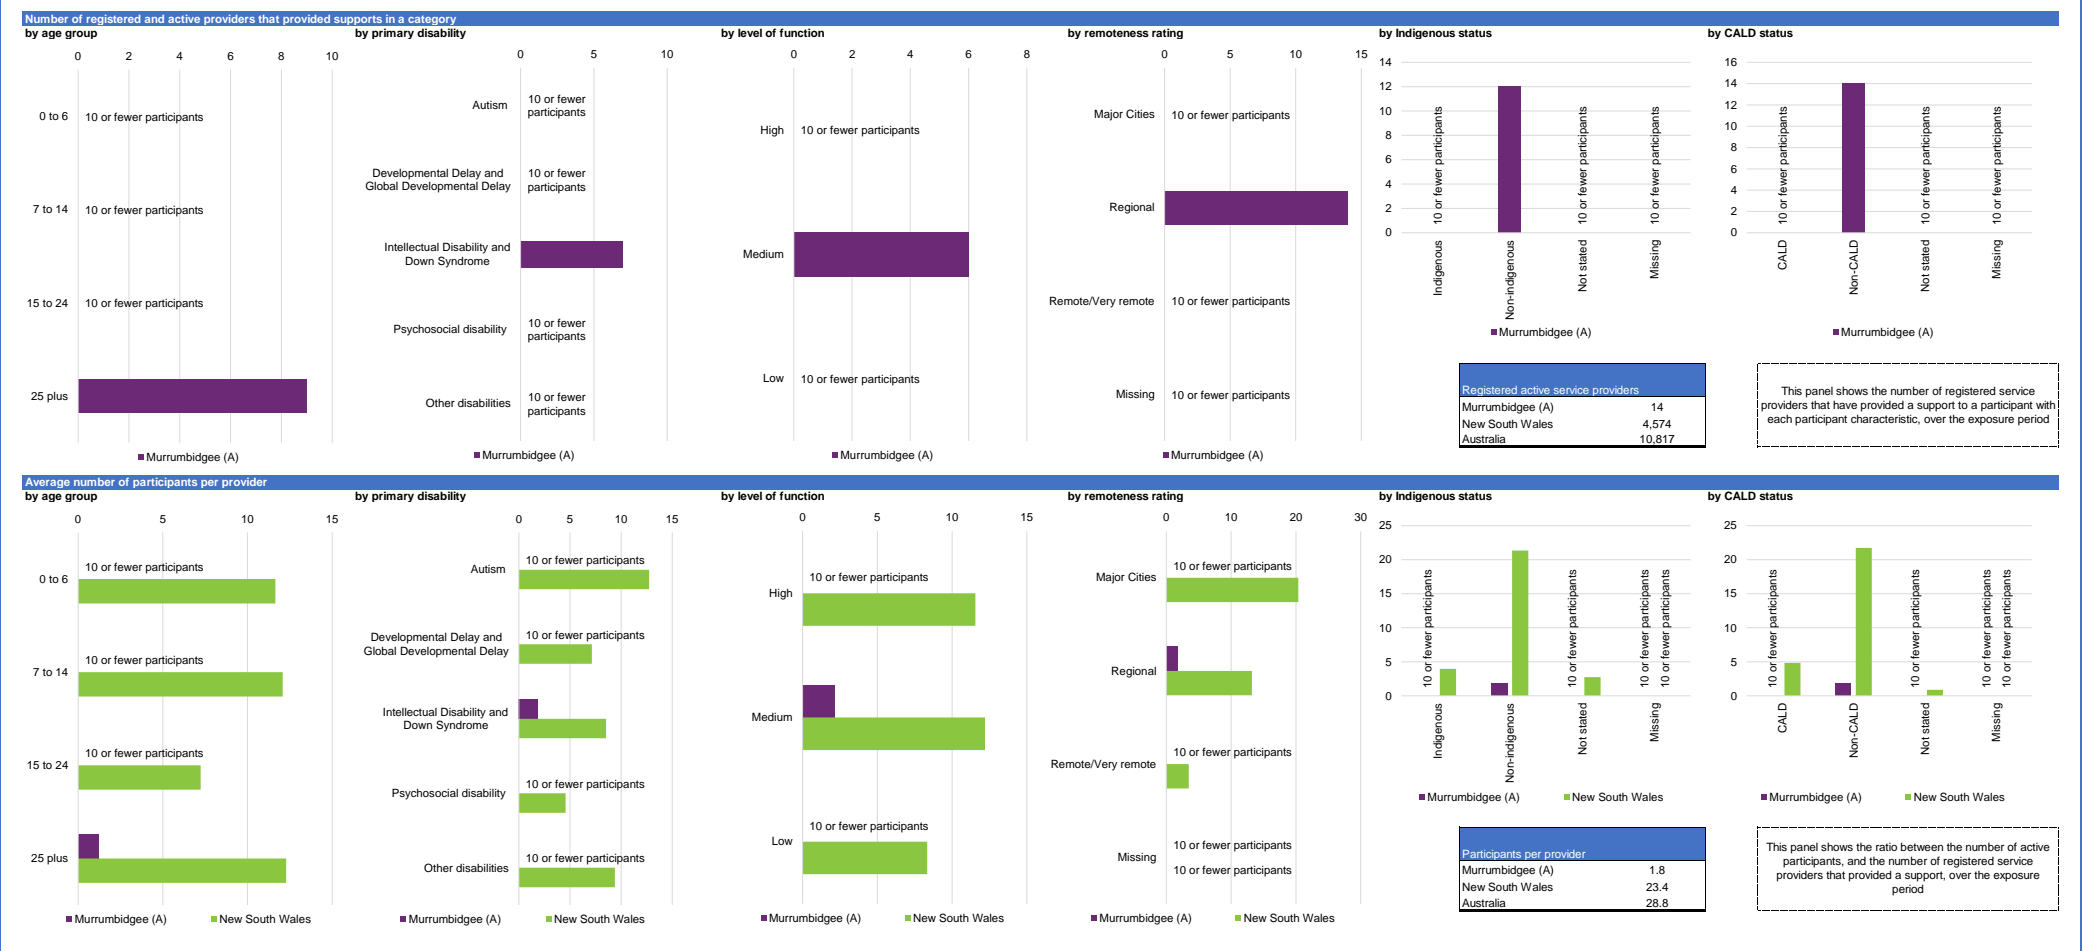 Number of registered and active providers that provided supports in a category
by age group
0 2 4 6 8 10
0 to 6
10 or fewer participants
7 to 14
10 or fewer participants
15 to 24
10 or fewer participants
25 plus
Murrumbidgee (A)
by primary disability
0 5 10
Autism
10 or fewer
participants
Developmental Delay and
Global Developmental Delay
10 or fewer
participants
Intellectual Disability and
Down Syndrome
Psychosocial disability
10 or fewer
participants
Other disabilities
10 or fewer
participants
Murrumbidgee (A)
by level of function
0 2 4 6 8
High
10 or fewer participants
Medium
Low
10 or fewer participants
Murrumbidgee (A)
by remoteness rating
0 5 10 15
Major Cities
10 or fewer participants
Regional
Remote/Very remote
10 or fewer participants
Missing
10 or fewer participants
Murrumbidgee (A)
by Indigenous status
14
12
10
8
6
4
2
0
10 or fewer participants
10 or fewer participants
10 or fewer participants
Indigenous
Non-indigenous
Not stated
Missing
Murrumbidgee (A)
by CALD status
16
14
12
10
8
6
4
2
0
10 or fewer participants
10 or fewer participants
10 or fewer participants
CALD
Non-CALD
Not stated
Missing
Murrumbidgee (A)
Registered active service providers
Murrumbidgee (A) 14
New South Wales 4,574
Australia 10,817
This panel shows the number of registered service
providers that have provided a support to a participant with
each participant characteristic, over the exposure period
Average number of participants per provider
by age group
0 5 10 15
0 to 6
10 or fewer participants
7 to 14
10 or fewer participants
15 to 24
10 or fewer participants
25 plus
Murrumbidgee (A) New South Wales
by primary disability
0 5 10 15
Autism
10 or fewer participants
Developmental Delay and
Global Developmental Delay
10 or fewer participants
Intellectual Disability and
Down Syndrome
Psychosocial disability
10 or fewer participants
Other disabilities
10 or fewer participants
Murrumbidgee (A) New South Wales
by level of function
0 5 10 15
High
10 or fewer participants
Medium
Low
10 or fewer participants
Murrumbidgee (A) New South Wales
by remoteness rating
0 10 20 30
Major Cities
10 or fewer participants
Regional
Remote/Very remote
10 or fewer participants
Missing
10 or fewer participants
10 or fewer participants
Murrumbidgee (A) New South Wales
by Indigenous status
25
20
15
10
5
0
10 or fewer participants
10 or fewer participants
10 or fewer participants
10 or fewer participants
Indigenous
Non-indigenous
Not stated
Missing
Murrumbidgee (A) New South Wales
by CALD status
25
20
15
10
5
0
10 or fewer participants
10 or fewer participants
10 or fewer participants
10 or fewer participants
CALD
Non-CALD
Not stated
Missing
Murrumbidgee (A) New South Wales
Participants per provider
Murrumbidgee (A) 1.8
New South Wales 23.4
Australia 28.8
This panel shows the ratio between the number of active
participants, and the number of registered service
providers that provided a support, over the exposure
period